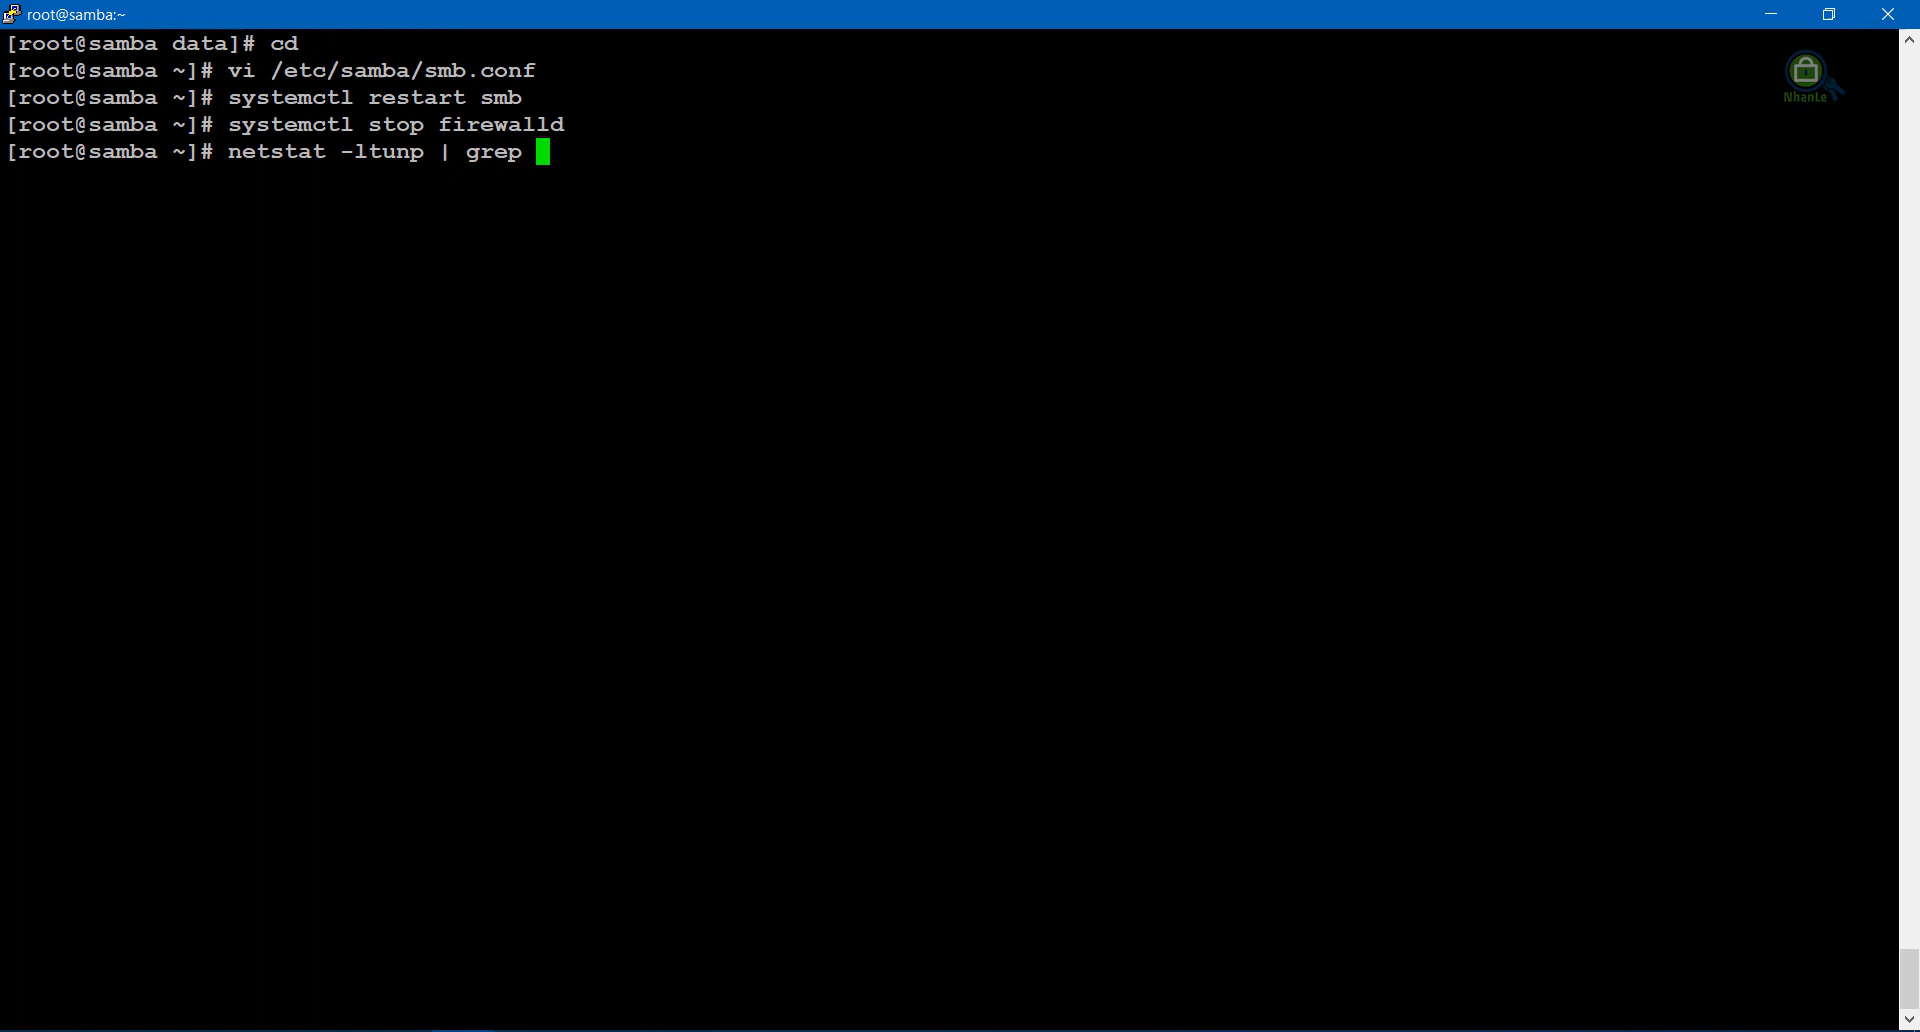 root@samba:~
[root@samba data]# cd
[root@samba ~]# vi /etc/samba/smb.conf
NhanLe
[root@samba ~]# systemctl restart smb
[root@samba ~]# systemctl stop firewalld
[root@samba ~]# netstat -ltunp | grep